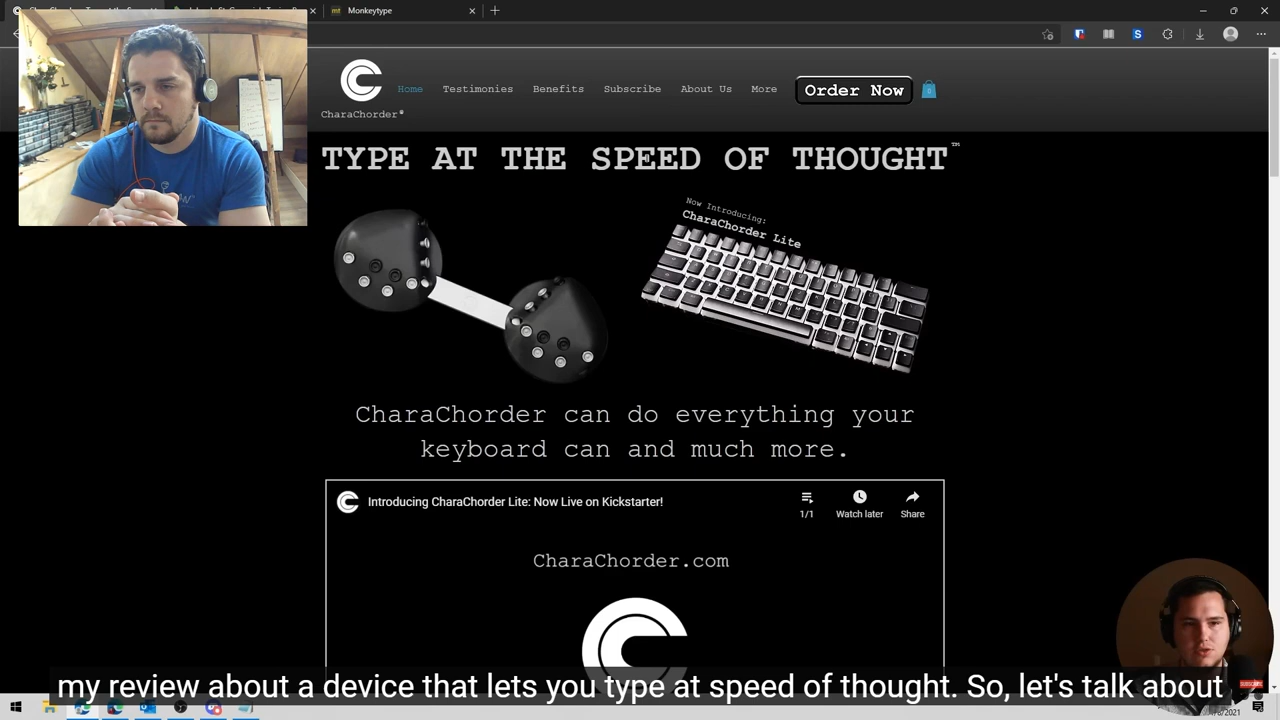 Monkeytype
Home
Testimonies
Benefits
Subscribe
About Us
More
Order Now
0
CharaChorder®
TYPE AT THE SPEED OF THOUGHT™
Now Introducing:
CharaChorder Lite
CharaChorder can do everything your
keyboard can and much more.
Introducing CharaChorder Lite: Now Live on Kickstarter!
1/1
Watch later
Share
CharaChorder.com
my review about a device that lets you type at speed of thought. So, let's talk about